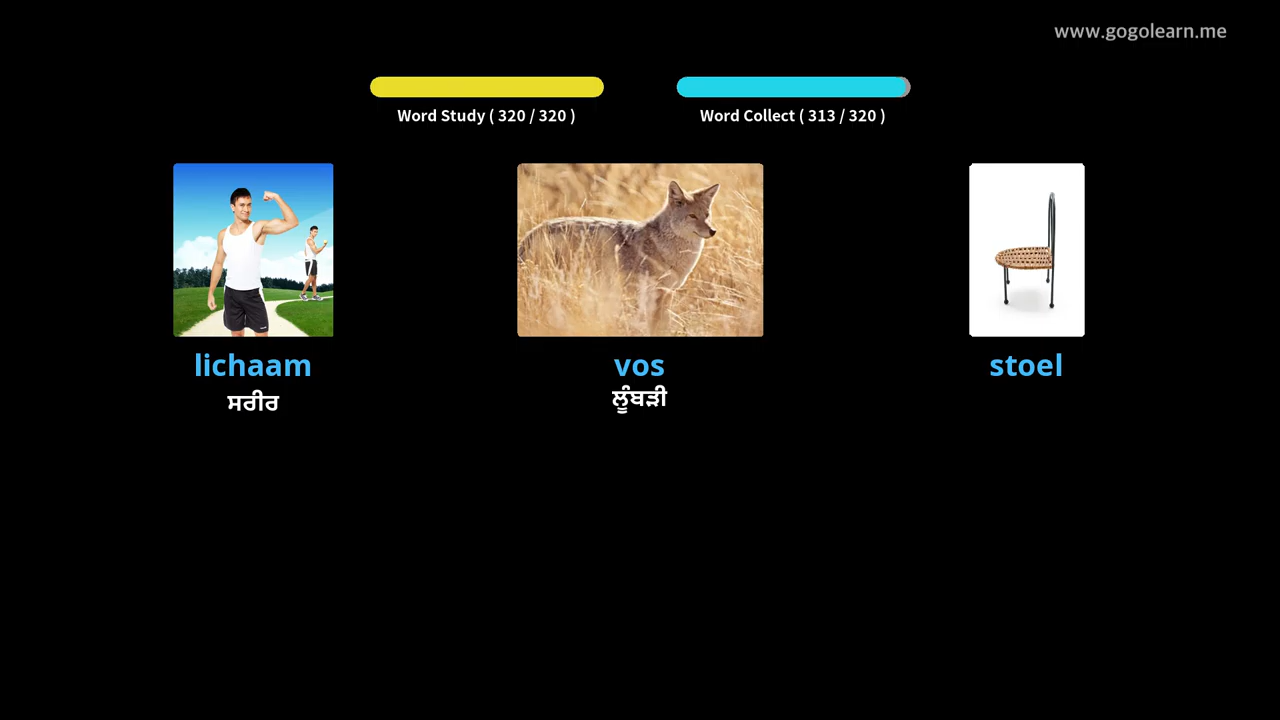 www.gogolearn.me
Word Study ( 320 / 320 )
Word Collect ( 313 / 320 )
lichaam
ਸਰੀਰ
vos
ਲੂੰਬੜੀ
stoel